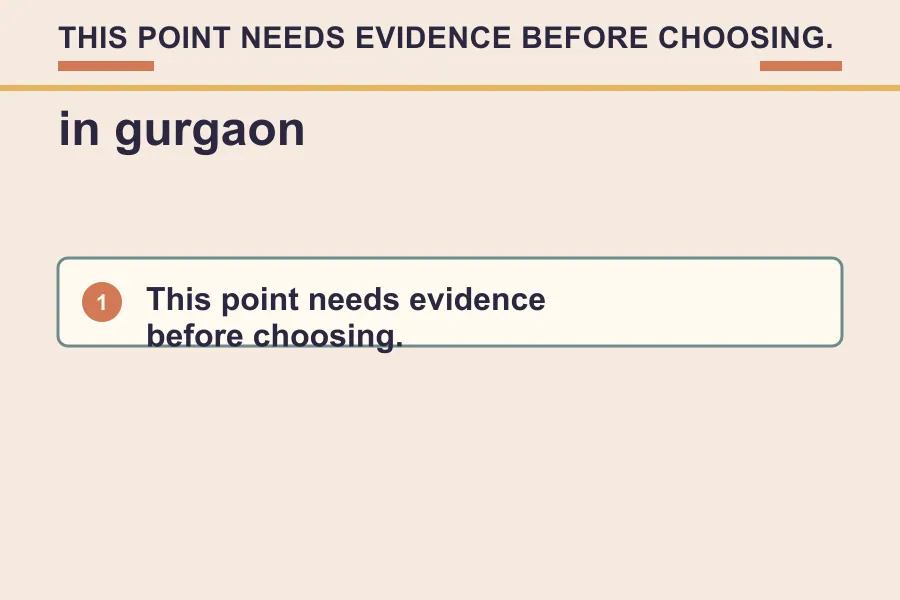 THIS POINT NEEDS EVIDENCE BEFORE CHOOSING.
in gurgaon
1
This point needs evidence
before choosing.